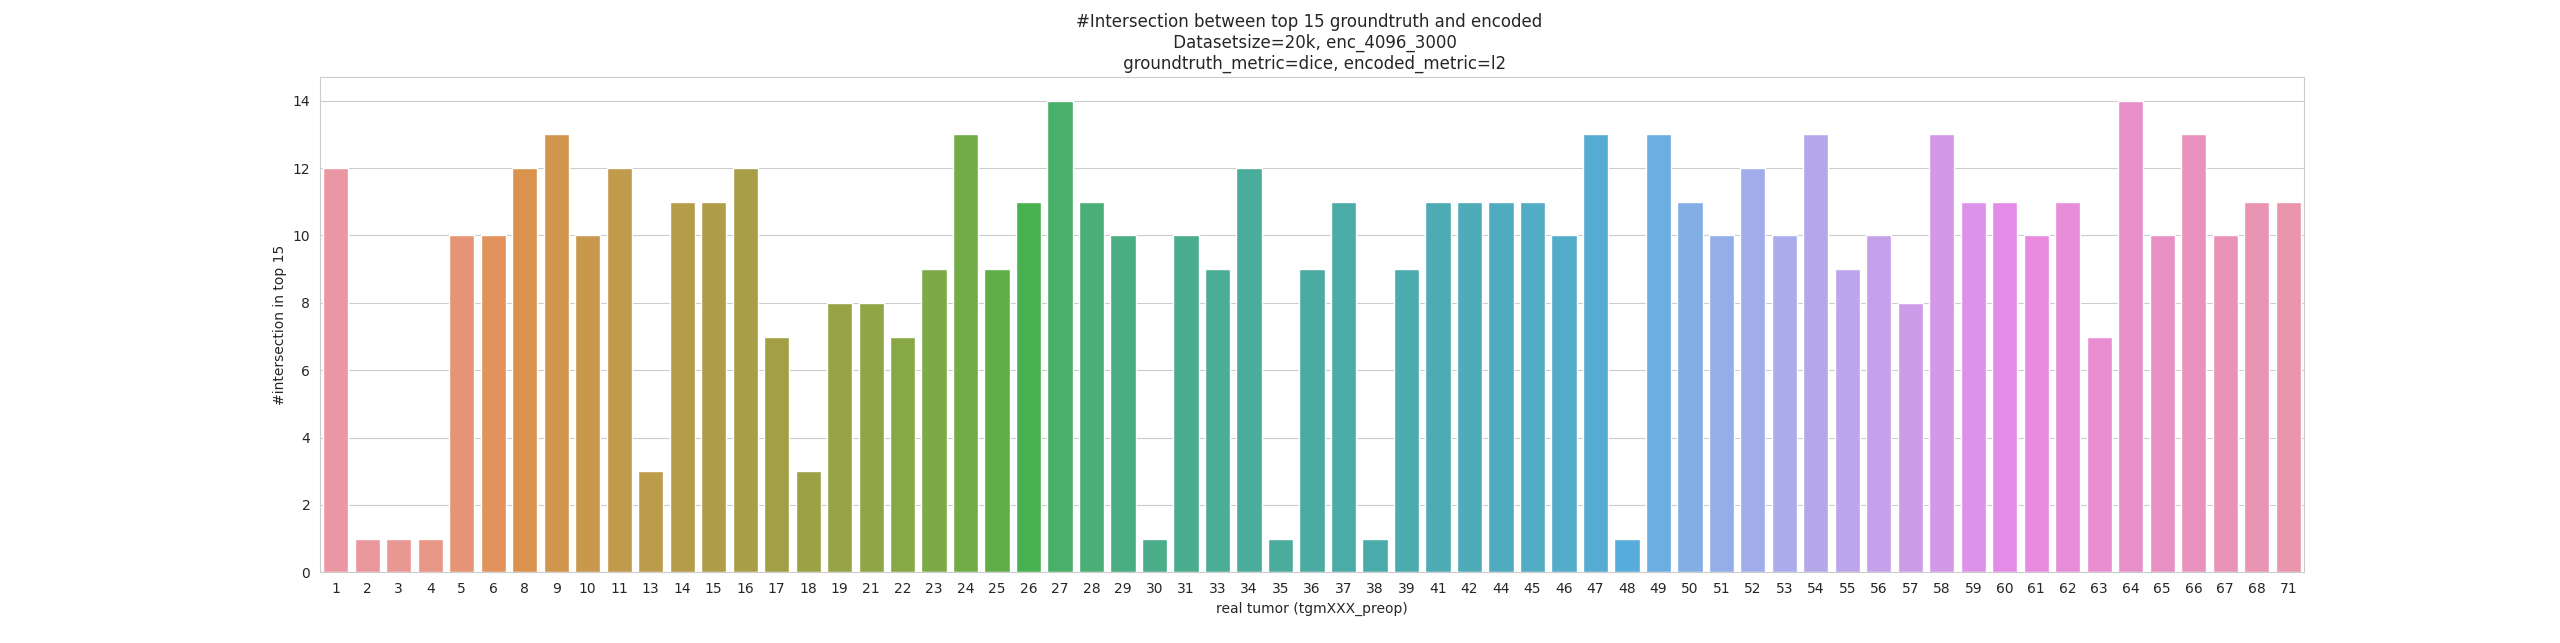 #Intersection between top 15 groundtruth and encoded
Datasetsize=20k, enc_4096_3000
groundtruth_metric=dice, encoded_metric=l2
#intersection in top 15
14
12
10
8
6
4
2
0
1 2 3 4 5 6 8 9 10 11 13 14 15 16 17 18 19 21 22 23 24 25 26 27 28 29 30 31 33 34 35 36 37 38 39 41 42 44 45 46 47 48 49 50 51 52 53 54 55 56 57 58 59 60 61 62 63 64 65 66 67 68 71
real tumor (tgmXXX_preop)